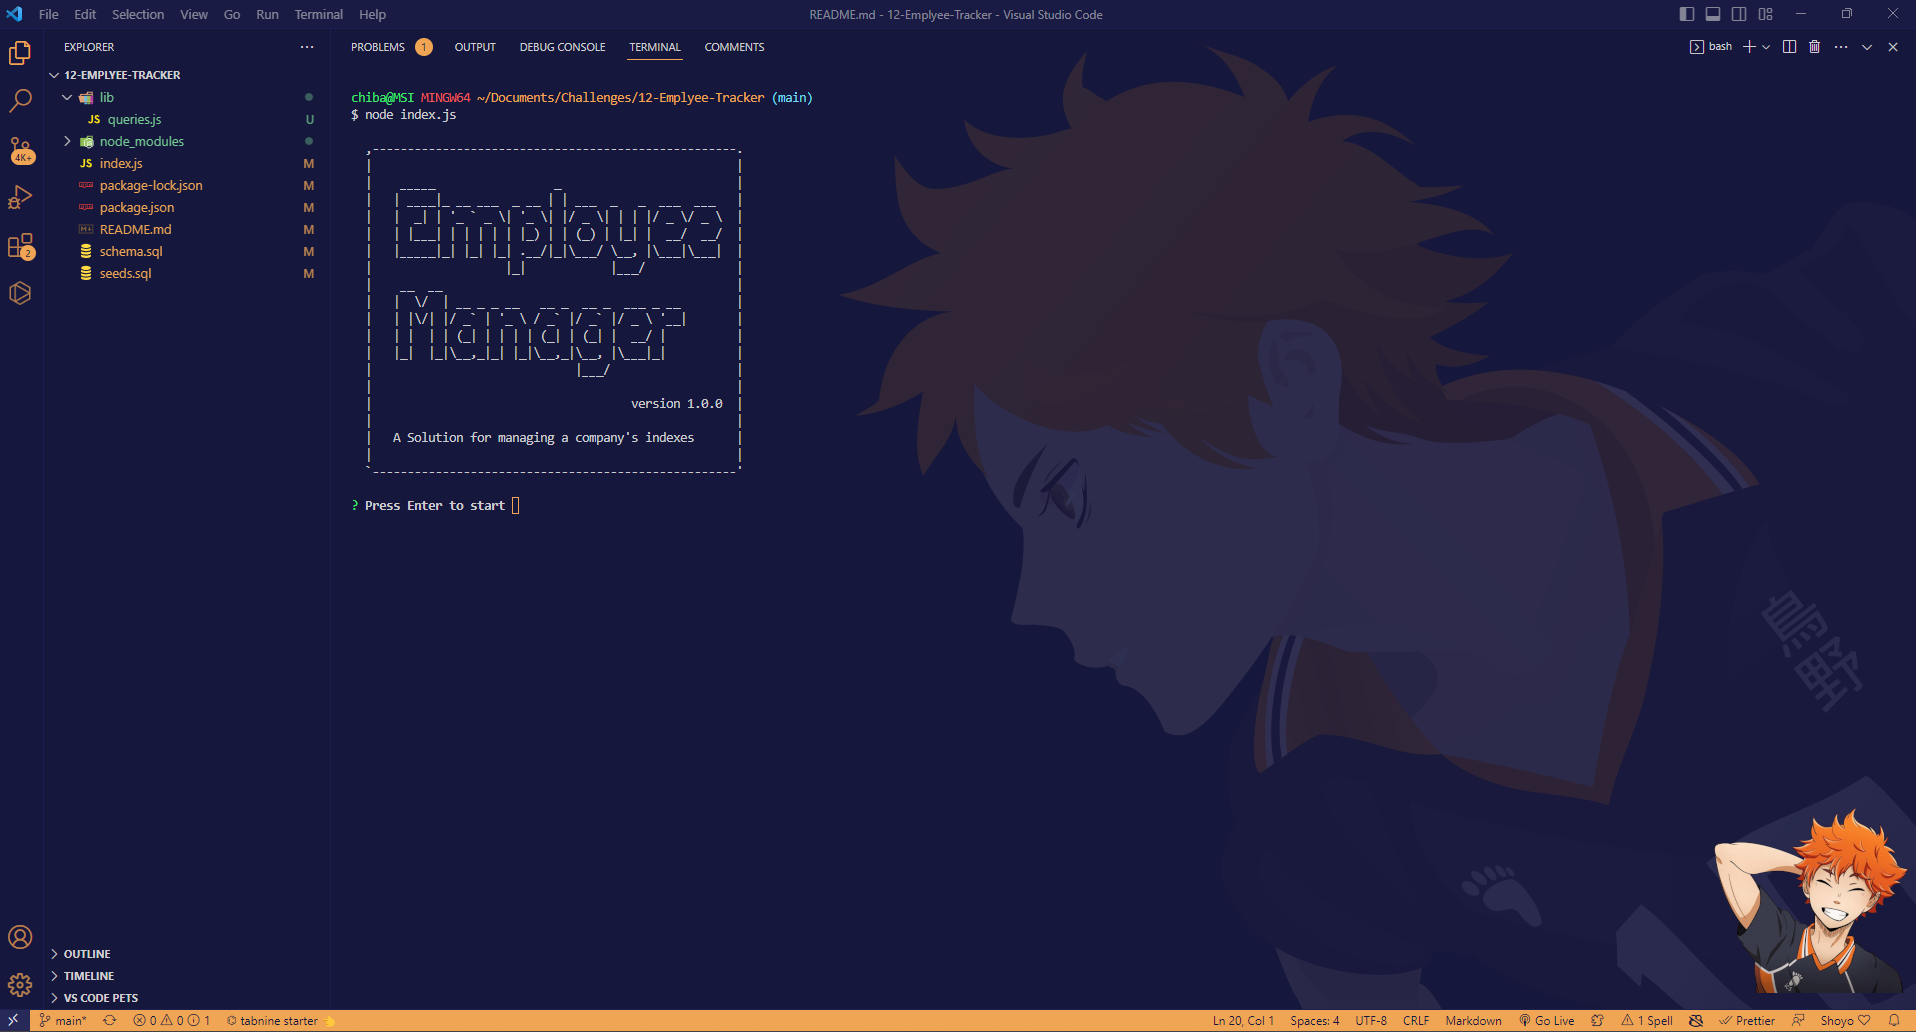 File Edit Selection View Go Run Terminal Help
README.md - 12-Emplyee-Tracker - Visual Studio Code
EXPLORER
12-EMPLYEE-TRACKER
lib
queries.js U
node_modules
index.js M
package-lock.json M
package.json M
README.md M
schema.sql M
seeds.sql M
OUTLINE
TIMELINE
VS CODE PETS
4K+
2
PROBLEMS 1 OUTPUT DEBUG CONSOLE TERMINAL COMMENTS
bash
chiba@MSI MINGW64 ~/Documents/Challenges/12-Emplyee-Tracker (main)
$ node index.js
Employee
Manager
version 1.0.0
A Solution for managing a company's indexes
? Press Enter to start
烏野
main* 0 0 1 tabnine starter
Ln 20, Col 1 Spaces: 4 UTF-8 CRLF Markdown Go Live 1 Spell Prettier Shoyo